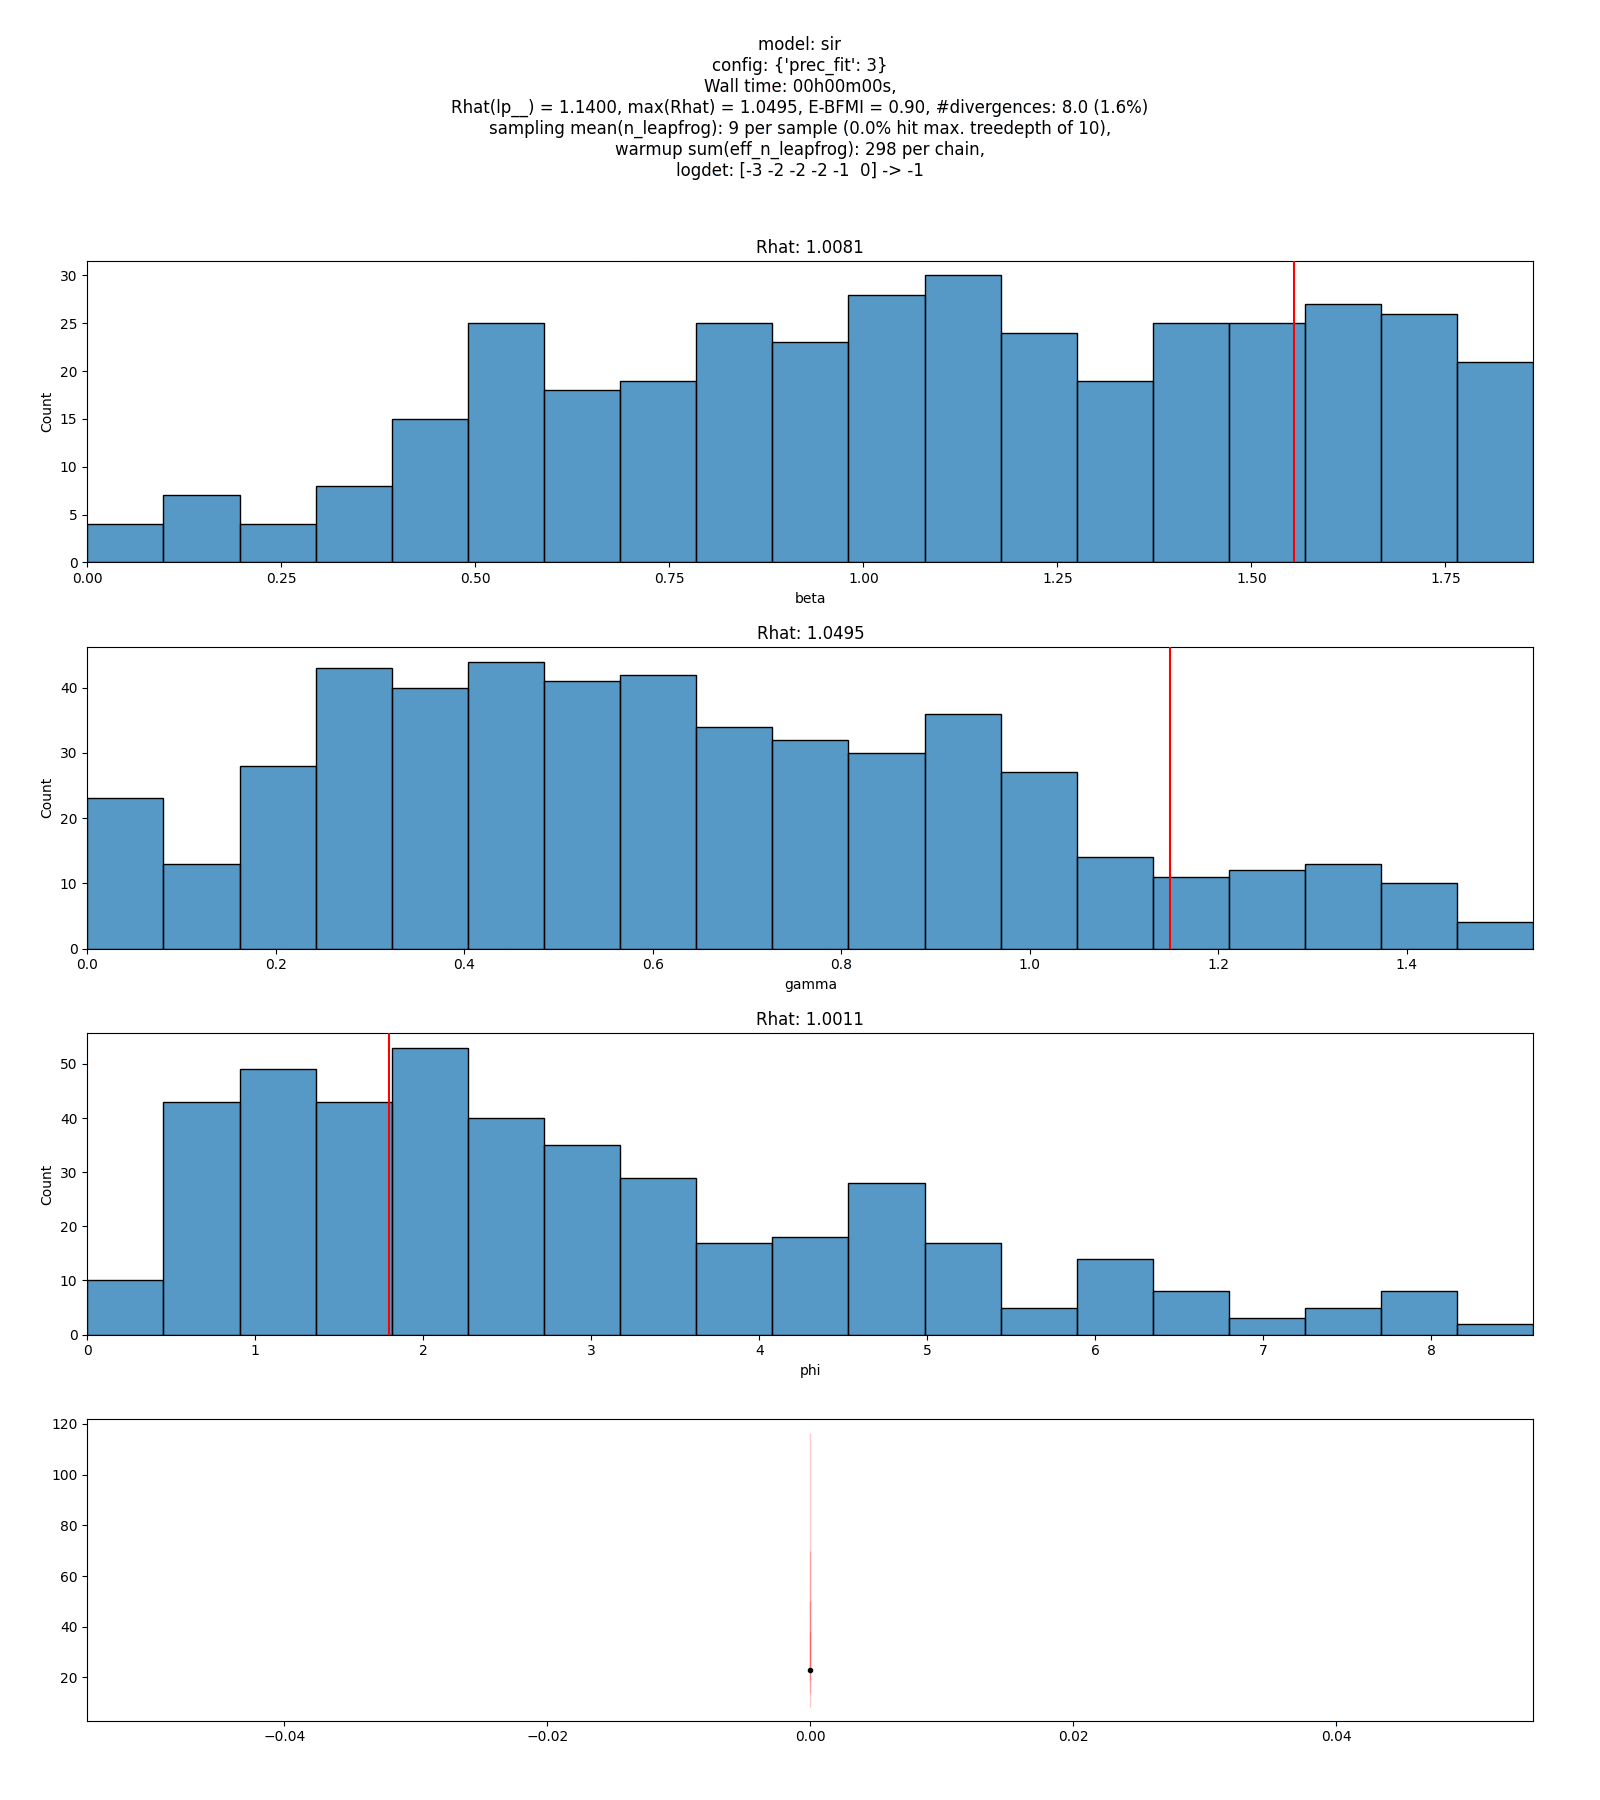 model: sir
config: {'prec_fit': 3}
Wall time: 00h00m00s,
Rhat(lp__) = 1.1400, max(Rhat) = 1.0495, E-BFMI = 0.90, #divergences: 8.0 (1.6%)
sampling mean(n_leapfrog): 9 per sample (0.0% hit max. treedepth of 10),
warmup sum(eff_n_leapfrog): 298 per chain,
logdet: [-3 -2 -2 -2 -1  0] -> -1
Rhat: 1.0081
30
25
20
15
10
5
0
Count
0.00 0.25 0.50 0.75 1.00 1.25 1.50 1.75
beta
Rhat: 1.0495
40
30
20
10
0
Count
0.0 0.2 0.4 0.6 0.8 1.0 1.2 1.4
gamma
Rhat: 1.0011
50
40
30
20
10
0
Count
0 1 2 3 4 5 6 7 8
phi
120
100
80
60
40
20
−0.04 −0.02 0.00 0.02 0.04